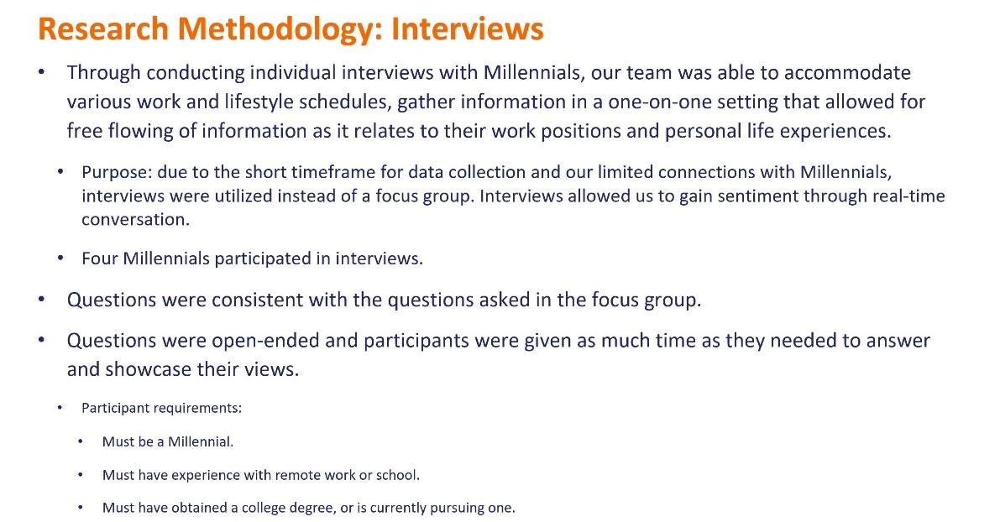 Research Methodology: Interviews
• Through conducting individual interviews with Millennials, our team was able to accommodate
various work and lifestyle schedules, gather information in a one-on-one setting that allowed for
free flowing of information as it relates to their work positions and personal life experiences.
• Purpose: due to the short timeframe for data collection and our limited connections with Millennials,
interviews were utilized instead of a focus group. Interviews allowed us to gain sentiment through real-time
conversation.
• Four Millennials participated in interviews.
• Questions were consistent with the questions asked in the focus group.
• Questions were open-ended and participants were given as much time as they needed to answer
and showcase their views.
• Participant requirements:
• Must be a Millennial.
• Must have experience with remote work or school.
• Must have obtained a college degree, or is currently pursuing one.